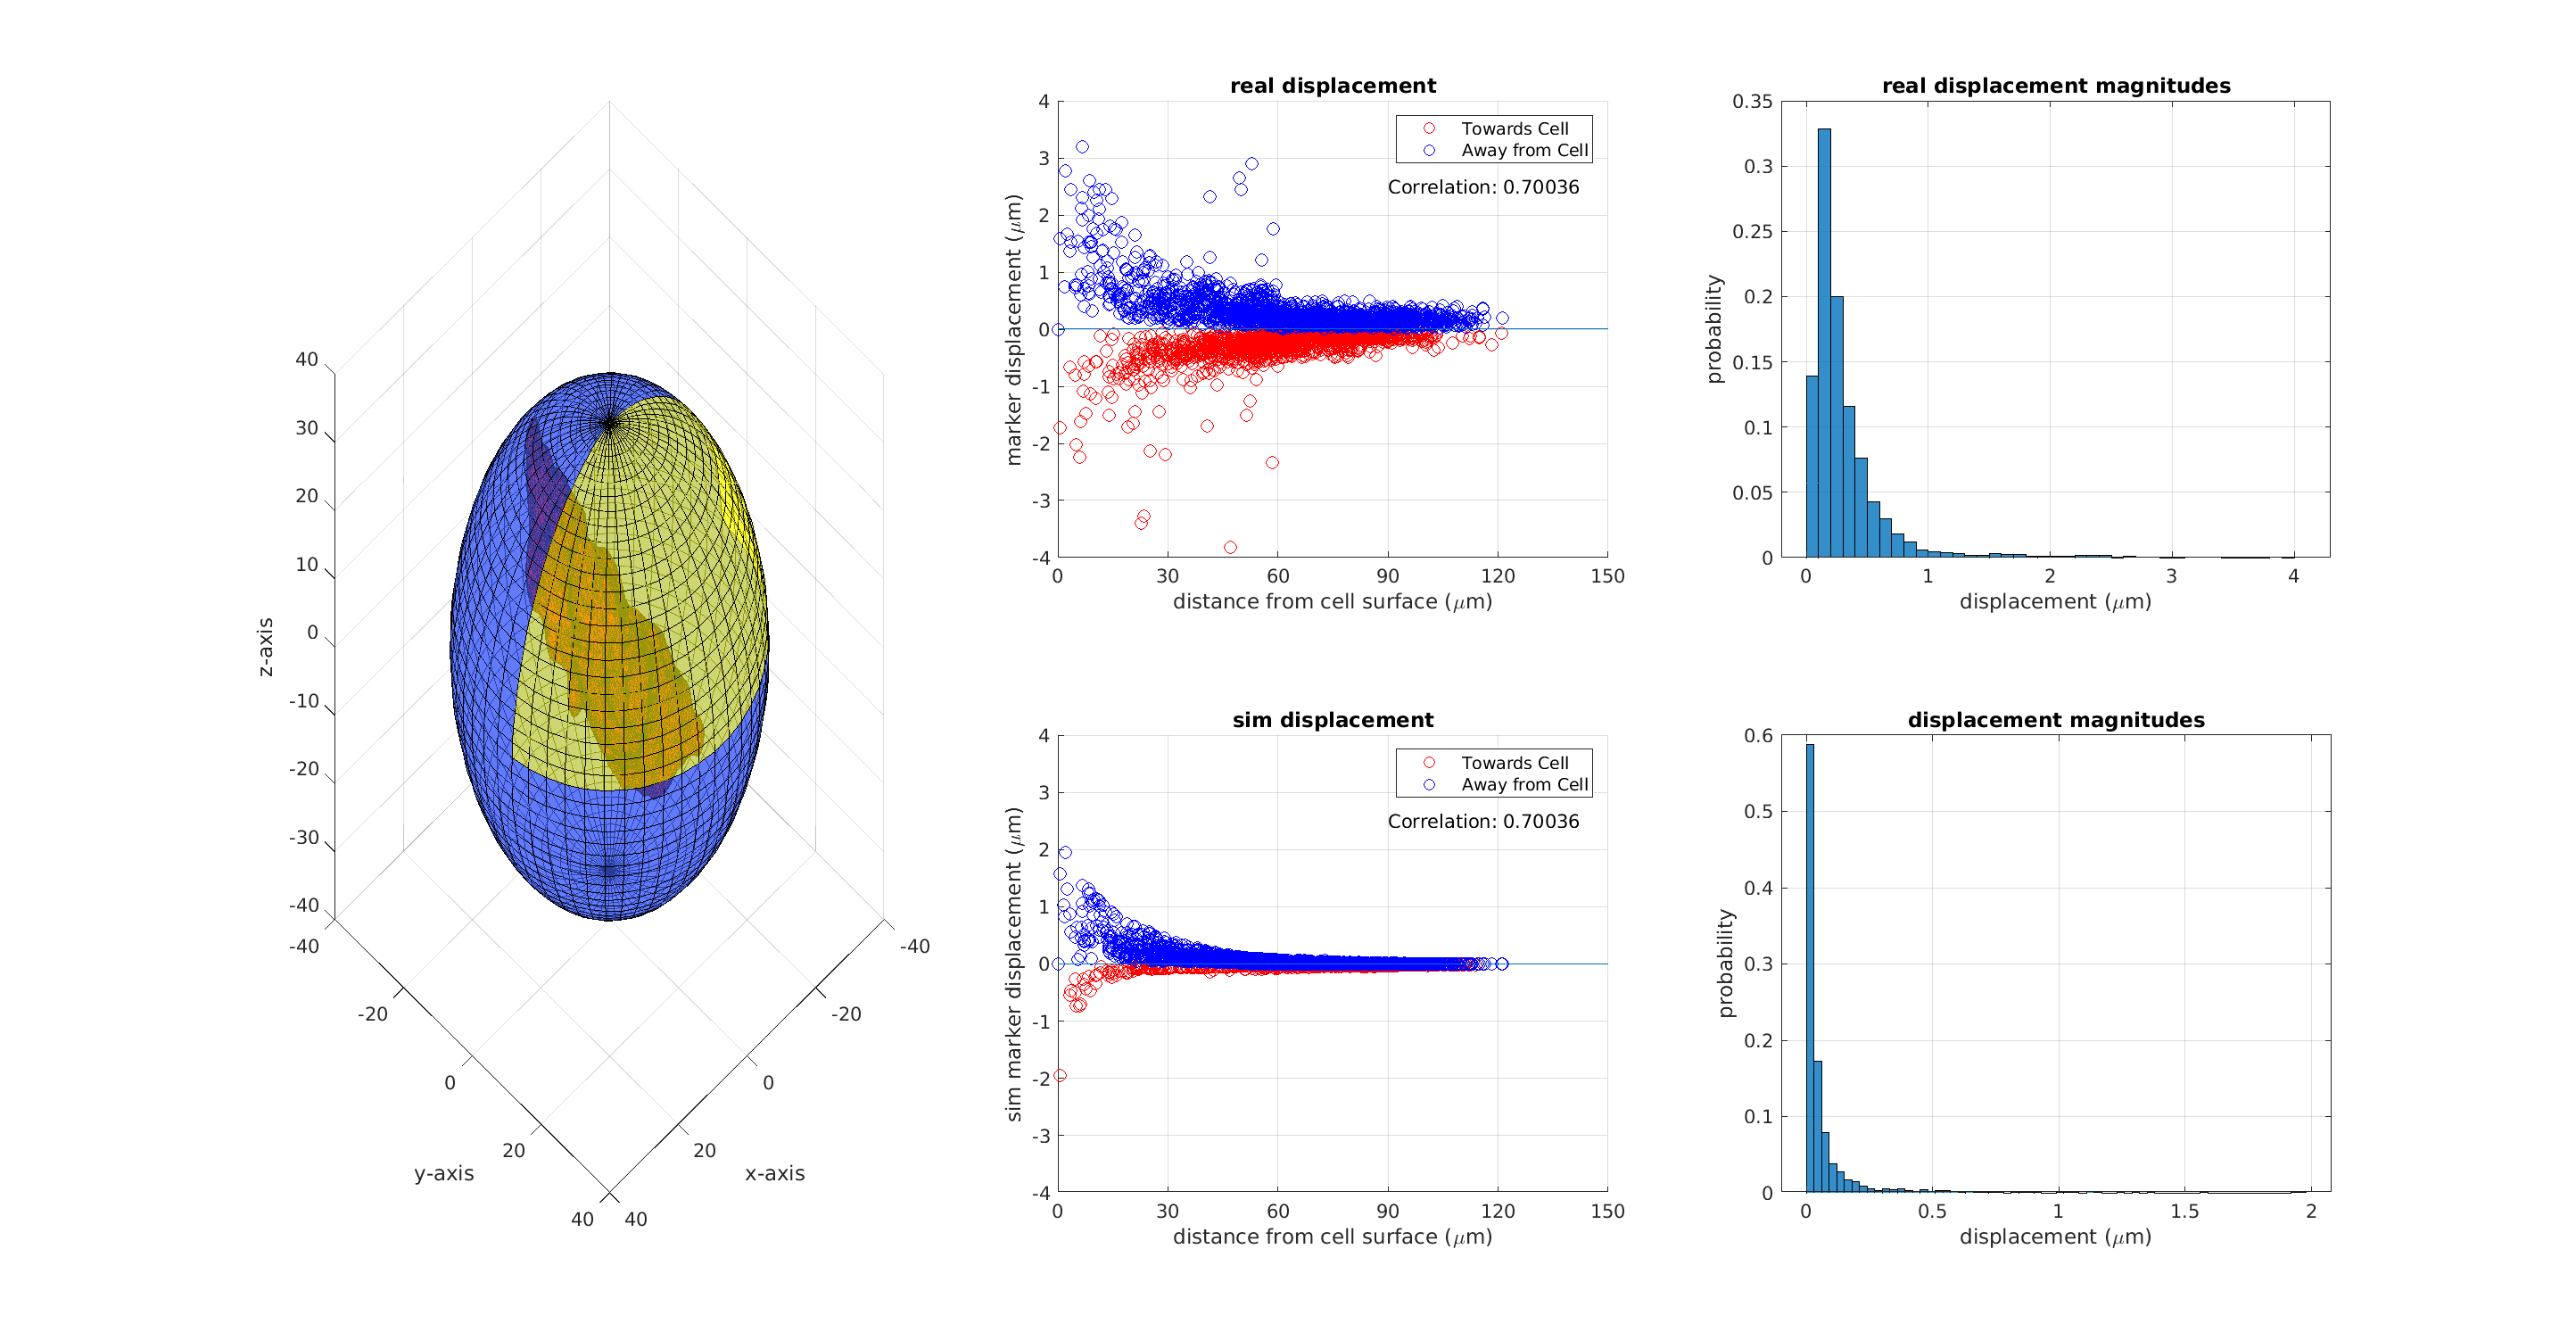 40
30
20
10
0
-10
-20
-30
-40
z-axis
-40
-20
0
20
40
y-axis
40
20
0
-20
-40
x-axis
real displacement
4
3
2
1
0
-1
-2
-3
-4
marker displacement (μm)
Towards Cell
Away from Cell
Correlation: 0.70036
0 30 60 90 120 150
distance from cell surface (μm)
real displacement magnitudes
0.35
0.3
0.25
0.2
0.15
0.1
0.05
0
probability
0 1 2 3 4
displacement (μm)
sim displacement
4
3
2
1
0
-1
-2
-3
-4
sim marker displacement (μm)
Towards Cell
Away from Cell
Correlation: 0.70036
0 30 60 90 120 150
distance from cell surface (μm)
displacement magnitudes
0.6
0.5
0.4
0.3
0.2
0.1
0
probability
0 0.5 1 1.5 2
displacement (μm)